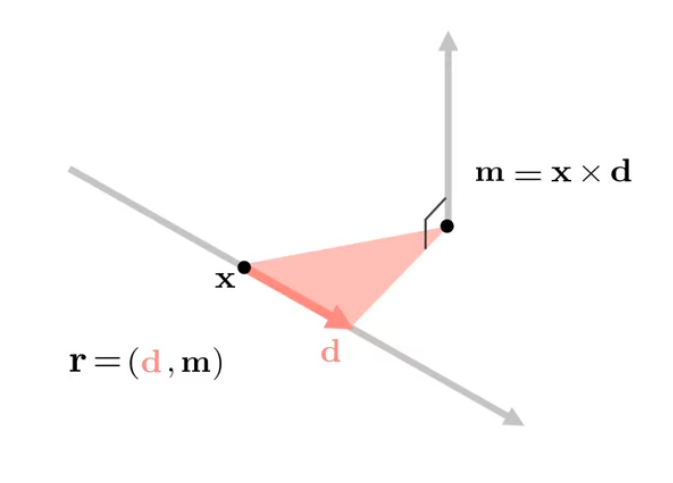 m = x × d
x
d
r = (d, m)